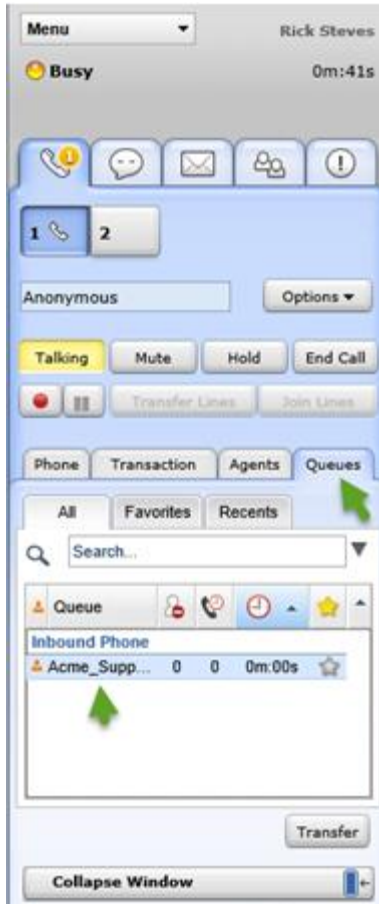 Menu Rick Steves
Busy 0m:41s
1
1 2
Anonymous Options
Talking Mute Hold End Call
Transfer Lines Join Lines
Phone Transaction Agents Queues
All Favorites Recents
Search...
Queue
Inbound Phone
Acme_Supp... 0 0 0m:00s
Transfer
Collapse Window